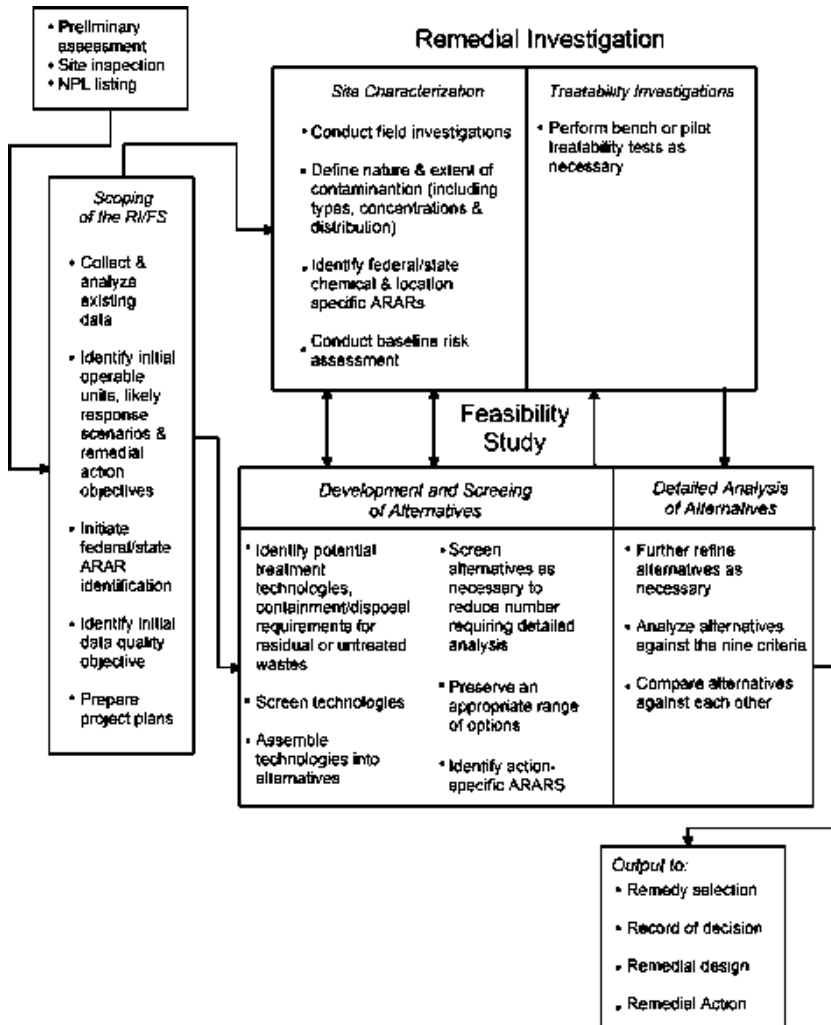 • Preliminary
assessment
• Site inspection
• NPL listing
Remedial Investigation
Site Characterization
• Conduct field investigations
• Define nature & extent of
contaminantion (including
types, concentrations &
distribution)
• Identify federal/state
chemical & location
specific ARARs
• Conduct baseline risk
assessment
Treatability Investigations
• Perform bench or pilot
treatability tests as
necessary
Scoping
of the RI/FS
• Collect &
analyze
existing
data
• Identify initial
operable
units, likely
response
scenarios &
remedial
action
objectives
• Initiate
federal/state
ARAR
identification
• Identify initial
data quality
objective
• Prepare
project plans
Feasibility
Study
Development and Screeing
of Alternatives
• Identify potential
treatment
technologies,
containment/disposal
requirements for
residual or untreated
wastes
• Screen technologies
• Assemble
technologies into
alternatives
• Screen
alternatives as
necessary to
reduce number
requiring detailed
analysis
• Preserve an
appropriate range
of options
• Identify action-
specific ARARS
Detailed Analysis
of Alternatives
• Further refine
alternatives as
necessary
• Analyze alternatives
against the nine criteria
• Compare alternatives
against each other
Output to:
• Remedy selection
• Record of decision
• Remedial design
• Remedial Action